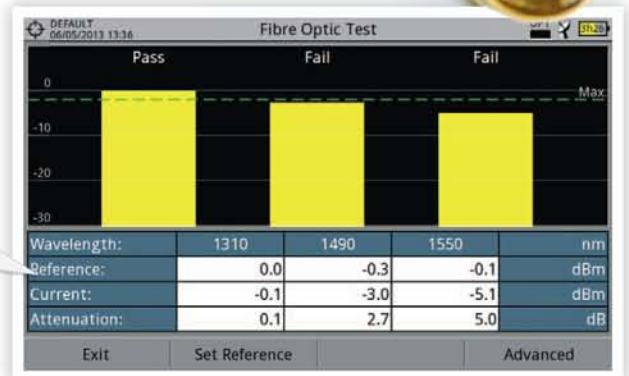 DEFAULT
06/05/2013 13:36
Fibre Optic Test
OPT
3h26
Pass Fail Fail
0
Max.
-10
-20
-30
Wavelength: 1310 1490 1550 nm
Reference: 0.0 -0.3 -0.1 dBm
Current: -0.1 -3.0 -5.1 dBm
Attenuation: 0.1 2.7 5.0 dB
Exit Set Reference Advanced